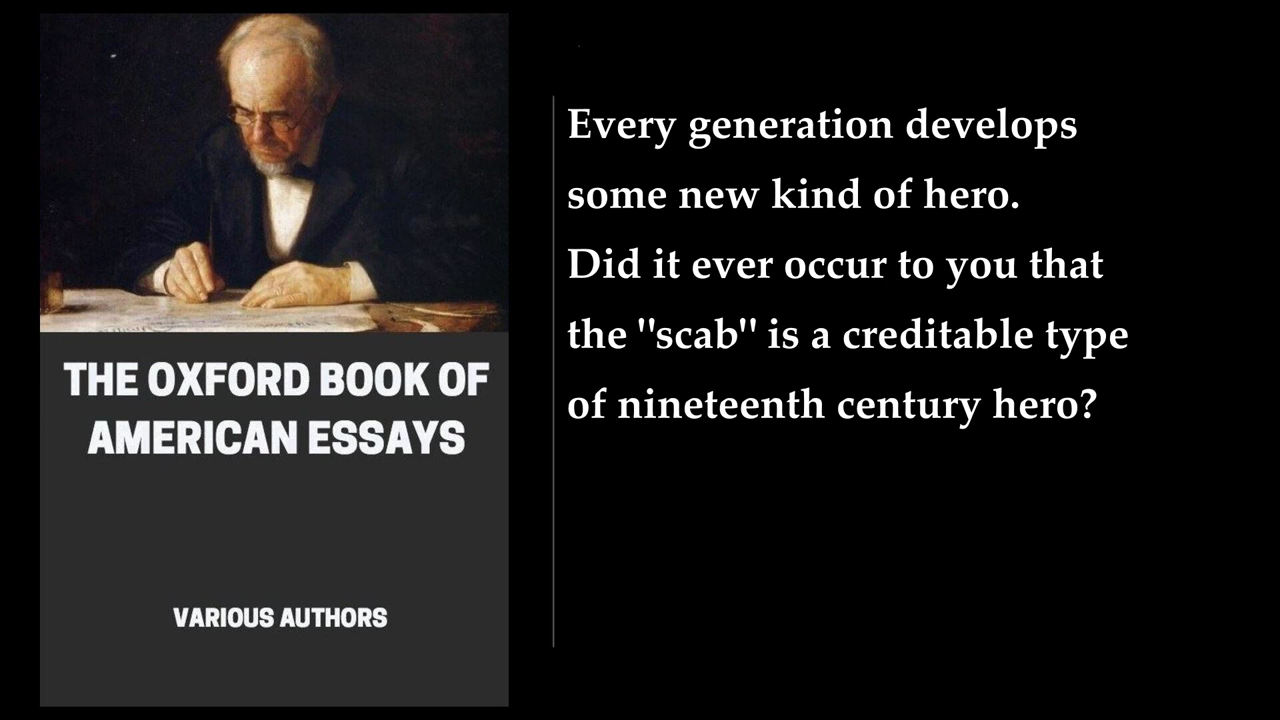 THE OXFORD BOOK OF
AMERICAN ESSAYS
VARIOUS AUTHORS
Every generation develops
some new kind of hero.
Did it ever occur to you that
the "scab" is a creditable type
of nineteenth century hero?